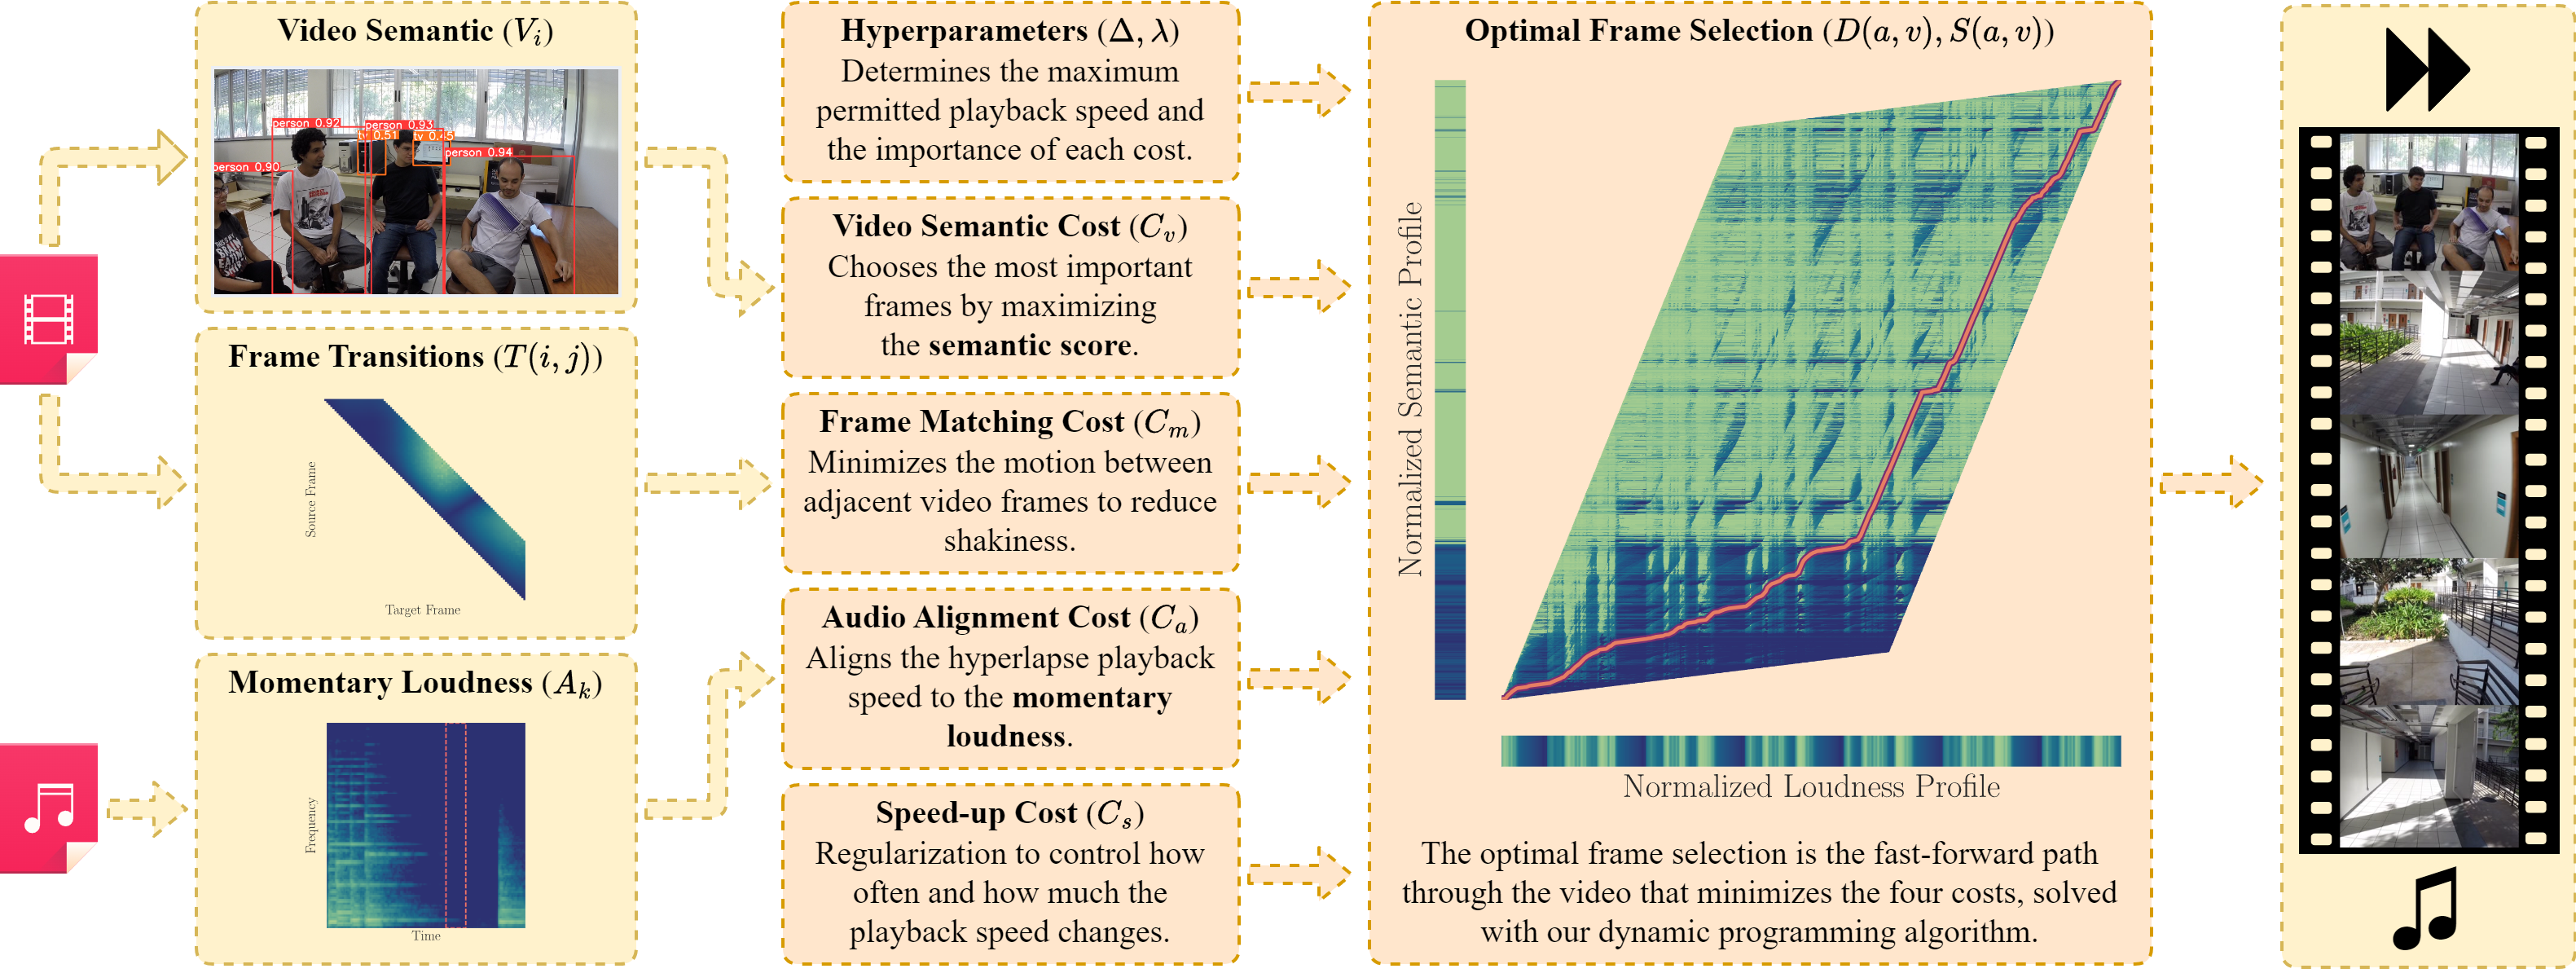 Video Semantic (V_i)
person 0.92
person 0.93
tv 0.51
person 0.94
person 0.90
Frame Transitions (T(i, j))
Source Frame
Target Frame
Momentary Loudness (A_k)
Frequency
Time
Hyperparameters (Δ, λ)
Determines the maximum
permitted playback speed and
the importance of each cost.
Video Semantic Cost (C_v)
Chooses the most important
frames by maximizing
the semantic score.
Frame Matching Cost (C_m)
Minimizes the motion between
adjacent video frames to reduce
shakiness.
Audio Alignment Cost (C_a)
Aligns the hyperlapse playback
speed to the momentary
loudness.
Speed-up Cost (C_s)
Regularization to control how
often and how much the
playback speed changes.
Optimal Frame Selection (D(a, v), S(a, v))
Normalized Semantic Profile
Normalized Loudness Profile
The optimal frame selection is the fast-forward path
through the video that minimizes the four costs, solved
with our dynamic programming algorithm.